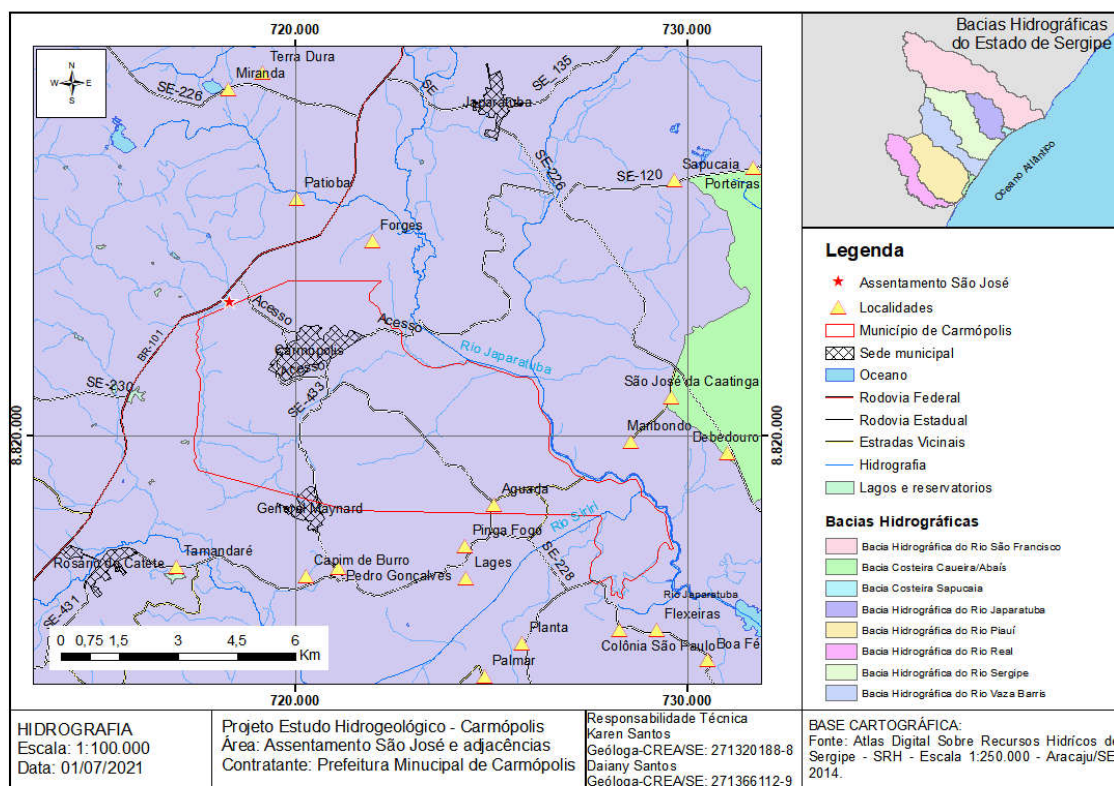 720.000
730.000
N
W E
S
Terra Dura
Miranda
SE-226
SE_135
SE
Japaratuba
SE-226
Sapucaia
SE-120
Porteiras
Patioba
Forges
Acesso
Acesso
Carmópolis
Acesso
Rio Japaratuba
BR-101
SE-230
SE-433
São José da Caatinga
Maribondo
Debedouro
8.820.000
8.820.000
Aguada
General Maynard
Rio Siriri
Pinga Fogo
Rosário do Catete
Tamandaré
Capim de Burro
Pedro Gonçalves
Lages
SE-228
SE-431
Rio Japaratuba
Flexeiras
Planta
Colônia São Paulo
Boa Fé
Palmar
0 0,75 1,5 3 4,5 6
Km
720.000
730.000
Bacias Hidrográficas
do Estado de Sergipe
Oceano Atlântico
Legenda
Assentamento São José
Localidades
Município de Carmópolis
Sede municipal
Oceano
Rodovia Federal
Rodovia Estadual
Estradas Vicinais
Hidrografia
Lagos e reservatorios
Bacias Hidrográficas
Bacia Hidrográfica do Rio São Francisco
Bacia Costeira Caueira/Abaís
Bacia Costeira Sapucaia
Bacia Hidrográfica do Rio Japaratuba
Bacia Hidrográfica do Rio Piauí
Bacia Hidrográfica do Rio Real
Bacia Hidrográfica do Rio Sergipe
Bacia Hidrográfica do Rio Vaza Barris
HIDROGRAFIA
Escala: 1:100.000
Data: 01/07/2021
Projeto Estudo Hidrogeológico - Carmópolis
Área: Assentamento São José e adjacências
Contratante: Prefeitura Minucipal de Carmópolis
Responsabilidade Técnica
Karen Santos
Geóloga-CREA/SE: 271320188-8
Daiany Santos
Geóloga-CREA/SE: 271366112-9
BASE CARTOGRÁFICA:
Fonte: Atlas Digital Sobre Recursos Hidrícos de
Sergipe - SRH - Escala 1:250.000 - Aracaju/SE,
2014.